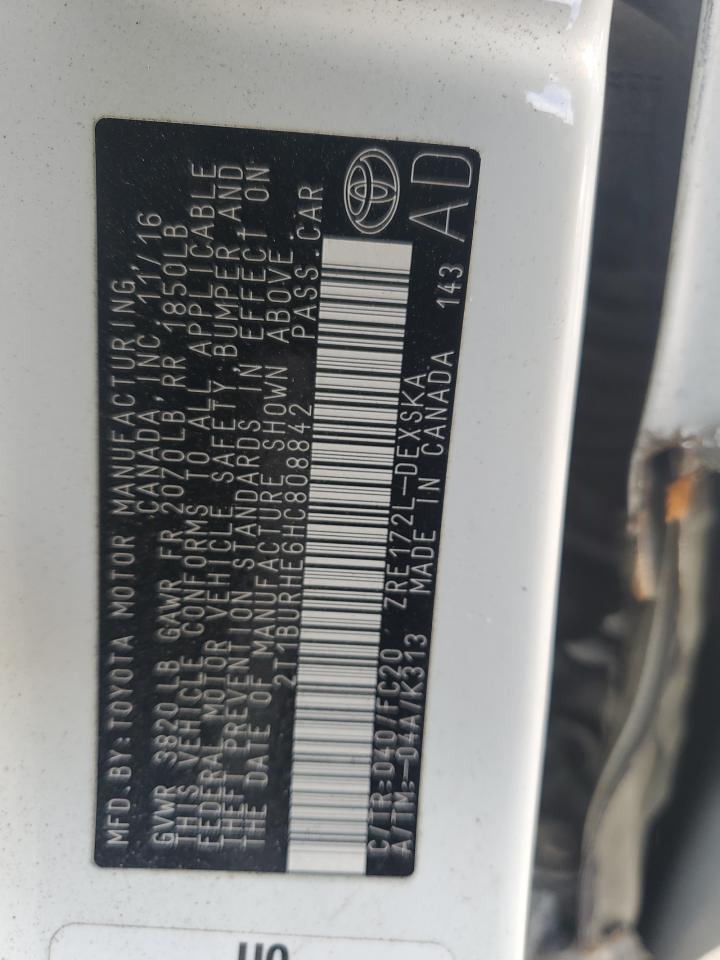 MFD.BY:TOYOTA MOTOR MANUFACTURING,
CANADA,INC. 11/16
GVWR 3820LB GAWR FR 2070LB,RR 1850LB
THIS VEHICLE CONFORMS TO ALL APPLICABLE
FEDERAL MOTOR VEHICLE SAFETY,BUMPER,AND
THEFT PREVENTION STANDARDS IN EFFECT ON
THE DATE OF MANUFACTURE SHOWN ABOVE.
2T1BURHE6HC808842 PASS.CAR
C/TR:040/FC20 ZRE172L-DEXSKA 143
A/TM:-04A/K313 MADE IN CANADA
AD